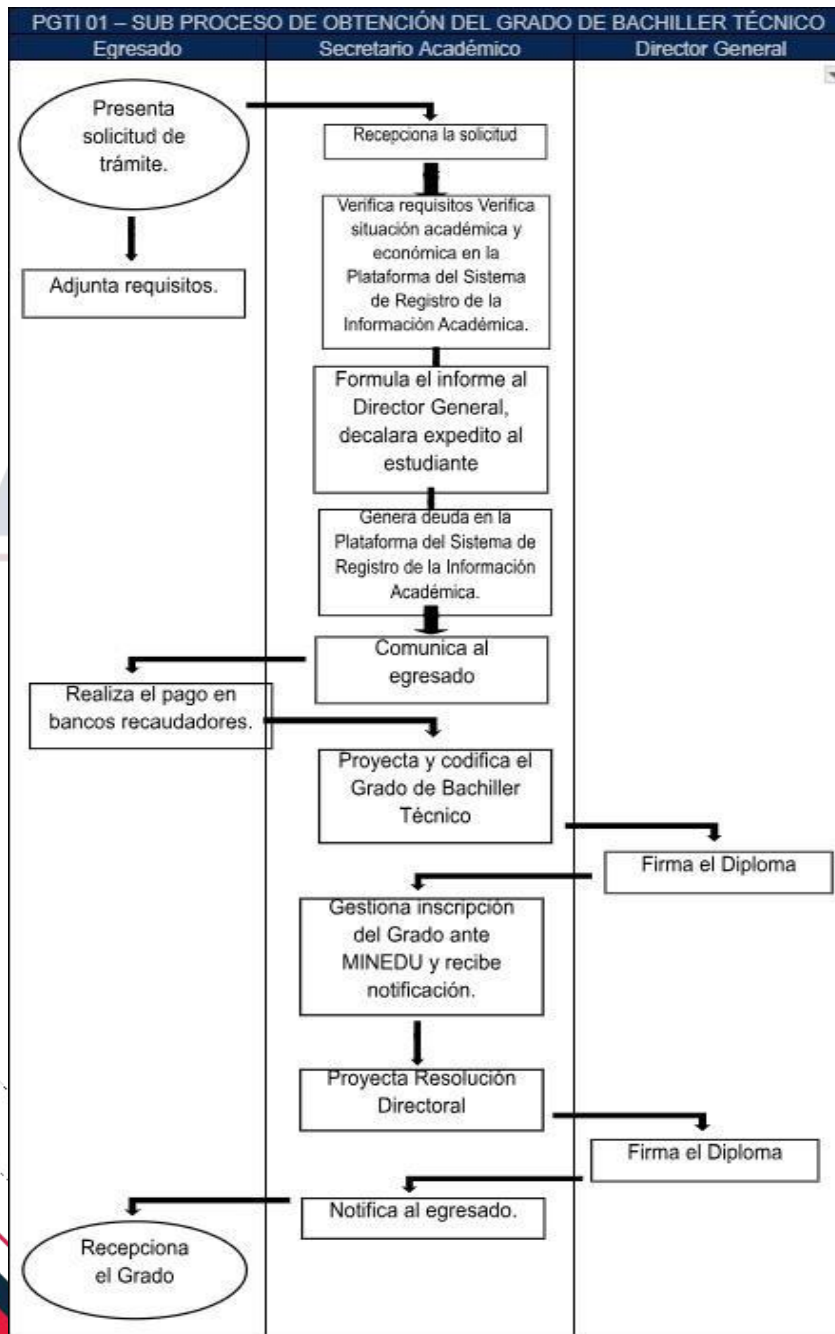 PGTI 01 – SUB PROCESO DE OBTENCIÓN DEL GRADO DE BACHILLER TÉCNICO
Egresado
Secretario Académico
Director General
Presenta
solicitud de
trámite.
Recepciona la solicitud
Verifica requisitos Verifica
situación académica y
económica en la
Plataforma del Sistema
de Registro de la
Información Académica.
Adjunta requisitos.
Formula el informe al
Director General,
decalara expedito al
estudiante
Genera deuda en la
Plataforma del Sistema de
Registro de la Información
Académica.
Comunica al
egresado
Realiza el pago en
bancos recaudadores.
Proyecta y codifica el
Grado de Bachiller
Técnico
Firma el Diploma
Gestiona inscripción
del Grado ante
MINEDU y recibe
notificación.
Proyecta Resolución
Directoral
Firma el Diploma
Notifica al egresado.
Recepciona
el Grado